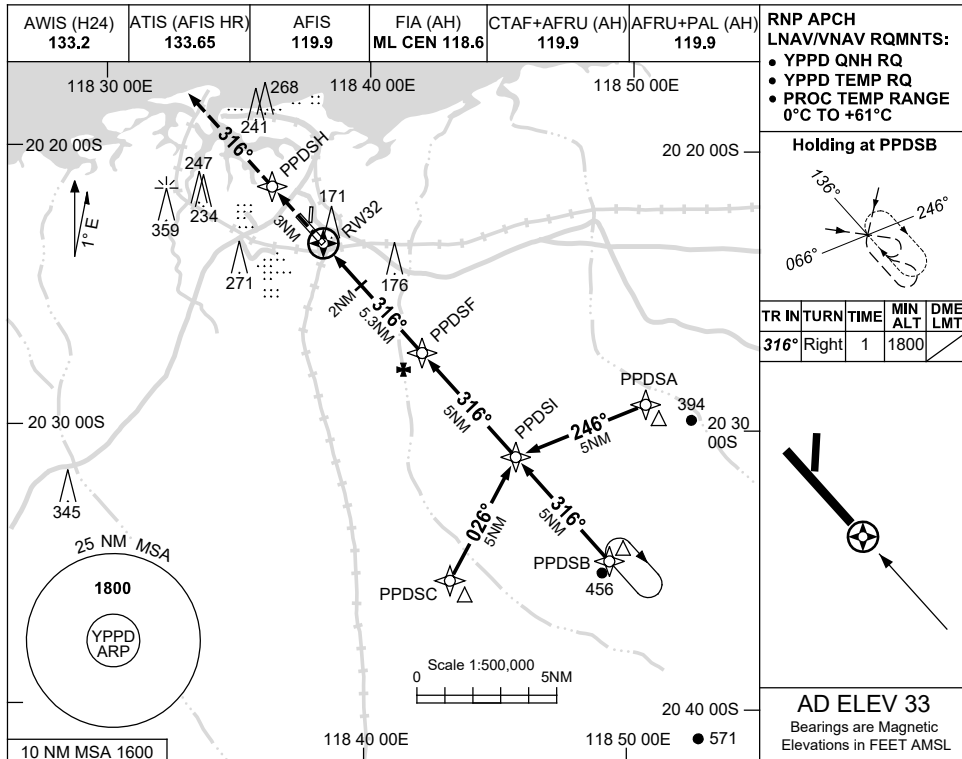 AWIS (H24)
133.2
ATIS (AFIS HR)
133.65
AFIS
119.9
FIA (AH)
ML CEN 118.6
CTAF+AFRU (AH)
119.9
AFRU+PAL (AH)
119.9
RNP APCH
LNAV/VNAV RQMNTS:
• YPPD QNH RQ
• YPPD TEMP RQ
• PROC TEMP RANGE
0°C TO +61°C
118 30 00E
118 40 00E
118 50 00E
268
241
316°
PPDSH
20 20 00S
20 20 00S
247
234
359
1° E
3NM
171
RW32
271
176
2NM
316°
5.3NM
PPDSF
316°
5NM
PPDSI
PPDSA
394
246°
5NM
20 30 00S
20 30
00S
026°
5NM
316°
5NM
PPDSB
456
PPDSC
345
25 NM MSA
1800
YPPD
ARP
Scale 1:500,000
0
5NM
20 40 00S
571
118 40 00E
118 50 00E
10 NM MSA 1600
Holding at PPDSB
136°
246°
066°
TR IN TURN TIME MIN ALT DME LMT
316° Right 1 1800
AD ELEV 33
Bearings are Magnetic
Elevations in FEET AMSL